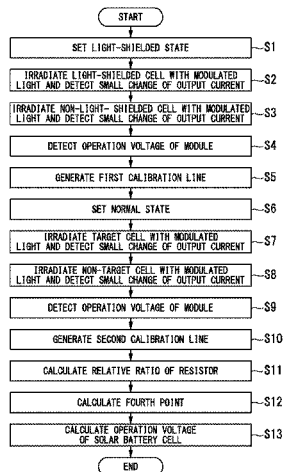 START
SET LIGHT-SHIELDED STATE
S1
IRRADIATE LIGHT-SHIELDED CELL WITH MODULATED
LIGHT AND DETECT SMALL CHANGE OF OUTPUT CURRENT
S2
IRRADIATE NON-LIGHT- SHIELDED CELL WITH MODULATED
LIGHT AND DETECT SMALL CHANGE OF OUTPUT CURRENT
S3
DETECT OPERATION VOLTAGE OF MODULE
S4
GENERATE FIRST CALIBRATION LINE
S5
SET NORMAL STATE
S6
IRRADIATE TARGET CELL WITH MODULATED
LIGHT AND DETECT SMALL CHANGE OF OUTPUT CURRENT
S7
IRRADIATE NON-TARGET CELL WITH MODULATED
LIGHT AND DETECT SMALL CHANGE OF OUTPUT CURRENT
S8
DETECT OPERATION VOLTAGE OF MODULE
S9
GENERATE SECOND CALIBRATION LINE
S10
CALCULATE RELATIVE RATIO OF RESISTOR
S11
CALCULATE FOURTH POINT
S12
CALCULATE OPERATION VOLTAGE
OF SOLAR BATTERY CELL
S13
END